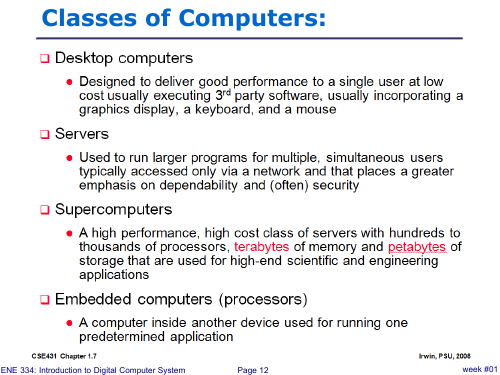 Classes of Computers:
❑ Desktop computers
● Designed to deliver good performance to a single user at low
cost usually executing 3rd party software, usually incorporating a
graphics display, a keyboard, and a mouse
❑ Servers
● Used to run larger programs for multiple, simultaneous users
typically accessed only via a network and that places a greater
emphasis on dependability and (often) security
❑ Supercomputers
● A high performance, high cost class of servers with hundreds to
thousands of processors, terabytes of memory and petabytes of
storage that are used for high-end scientific and engineering
applications
❑ Embedded computers (processors)
● A computer inside another device used for running one
predetermined application
CSE431 Chapter 1.7 Irwin, PSU, 2008
ENE 334: Introduction to Digital Computer System Page 12 week #01